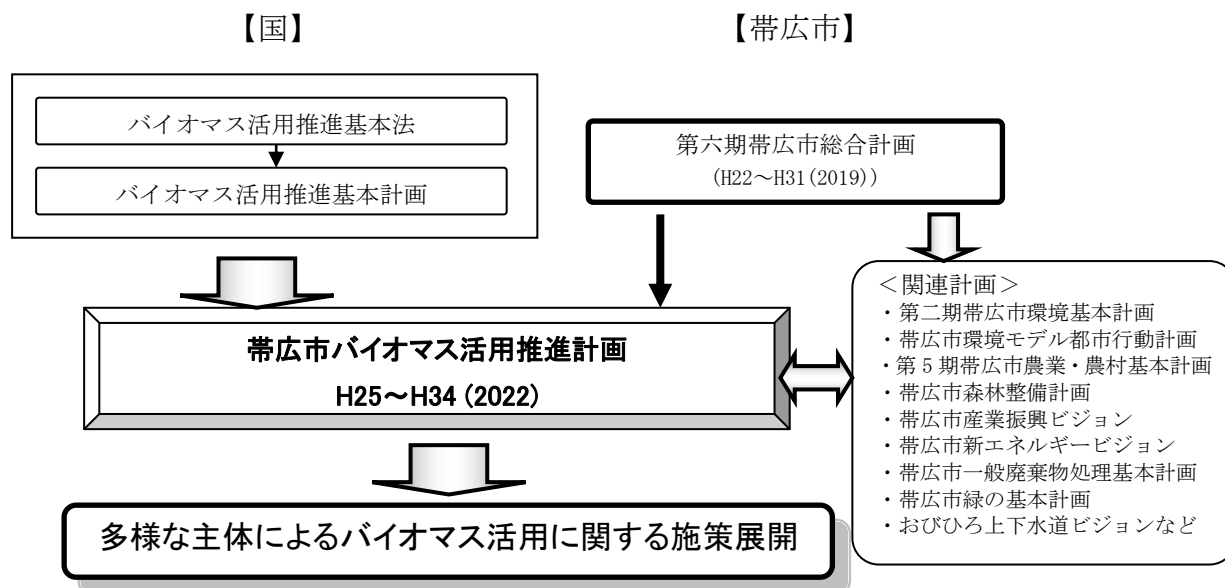 【国】
【帯広市】
バイオマス活用推進基本法
バイオマス活用推進基本計画
第六期帯広市総合計画
(H22～H31(2019))
帯広市バイオマス活用推進計画
H25～H34 (2022)
＜関連計画＞
・第二期帯広市環境基本計画
・帯広市環境モデル都市行動計画
・第５期帯広市農業・農村基本計画
・帯広市森林整備計画
・帯広市産業振興ビジョン
・帯広市新エネルギービジョン
・帯広市一般廃棄物処理基本計画
・帯広市緑の基本計画
・おびひろ上下水道ビジョンなど
多様な主体によるバイオマス活用に関する施策展開